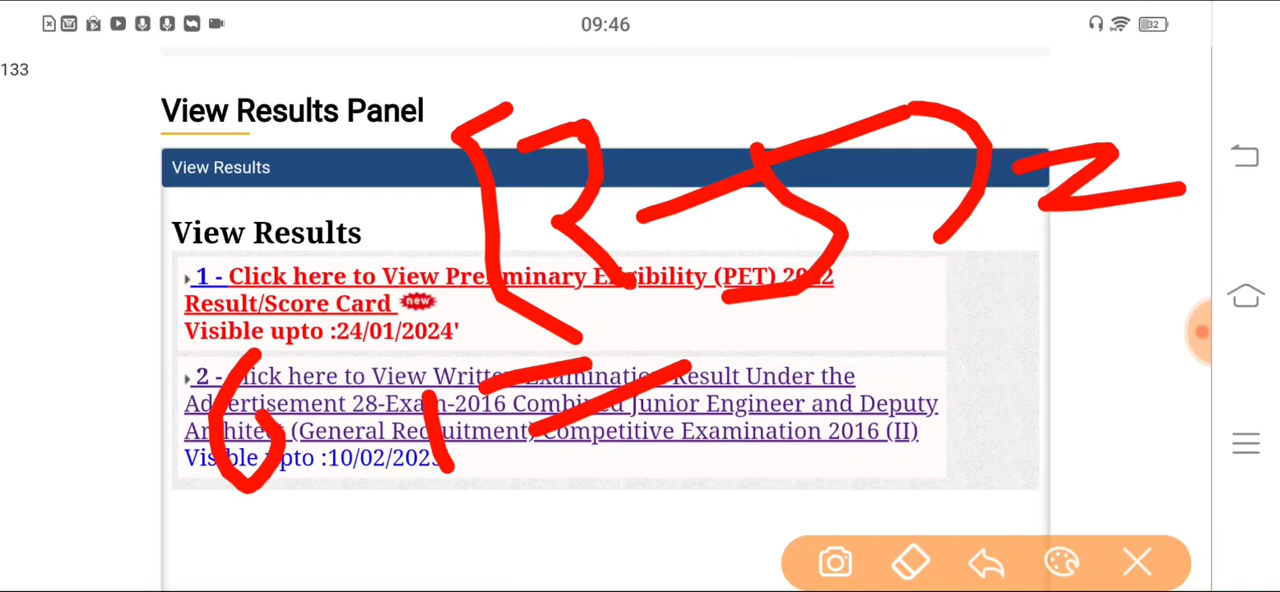 09:46
32
133
View Results Panel
View Results
View Results
1 - Click here to View Preliminary Eligibility (PET) 2022
Result/Score Card new
Visible upto :24/01/2024'
2 - Click here to View Written Examination Result Under the
Advertisement 28-Exam-2016 Combined Junior Engineer and Deputy
Architect (General Recruitment) Competitive Examination 2016 (II)
Visible upto :10/02/2023